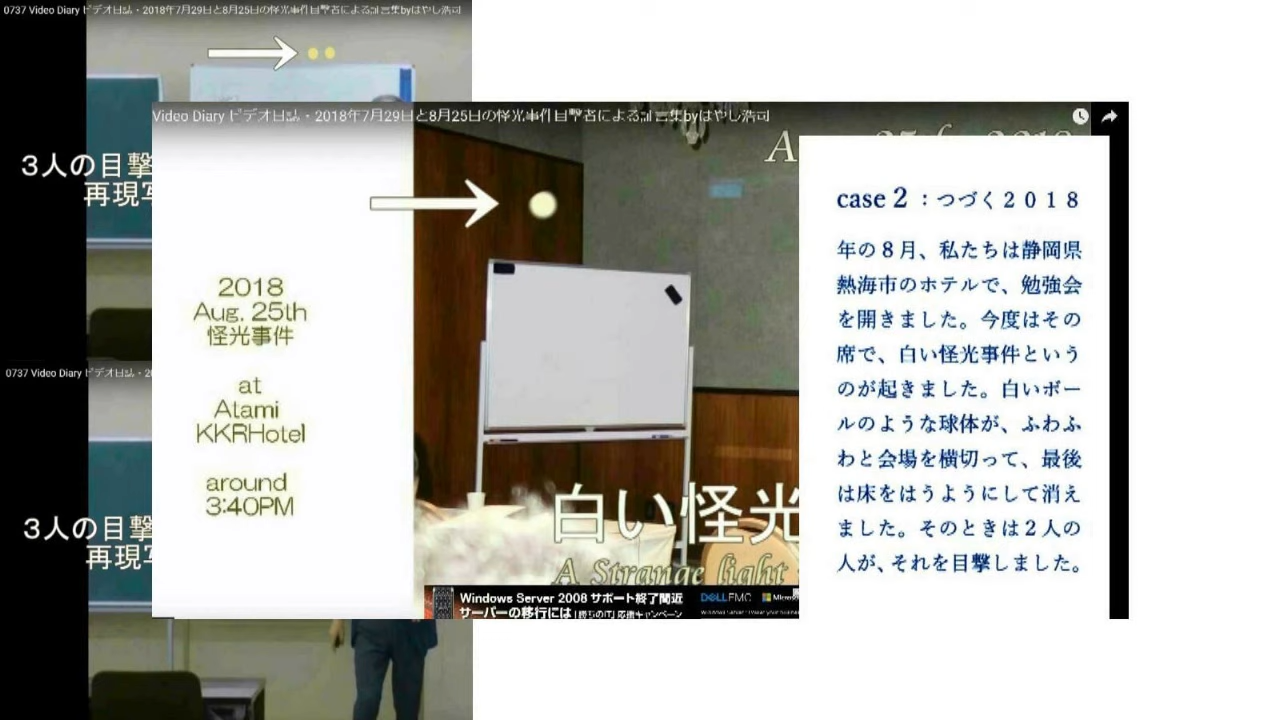 0737 Video Diary ビデオ日誌・2018年7月29日と8月25日の怪光事件目撃者による証言集byはやし浩司
3人の目撃
再現写
Video Diary ビデオ日誌・2018年7月29日と8月25日の怪光事件目撃者による証言集byはやし浩司
2018
Aug. 25th
怪光事件
at
Atami
KKRHotel
around
3:40PM
白い怪光
A Strange light
Windows Server 2008 サポート終了間近
サーバーの移行には「勝ちのIT」応援キャンペーン
DELL EMC
case 2：つづく2018
年の8月、私たちは静岡県
熱海市のホテルで、勉強会
を開きました。今度はその
席で、白い怪光事件という
のが起きました。白いボー
ルのような球体が、ふわふ
わと会場を横切って、最後
は床をはうようにして消え
ました。そのときは2人の
人が、それを目撃しました。
0737 Video Diary ビデオ日誌・20
3人の目撃
再現写